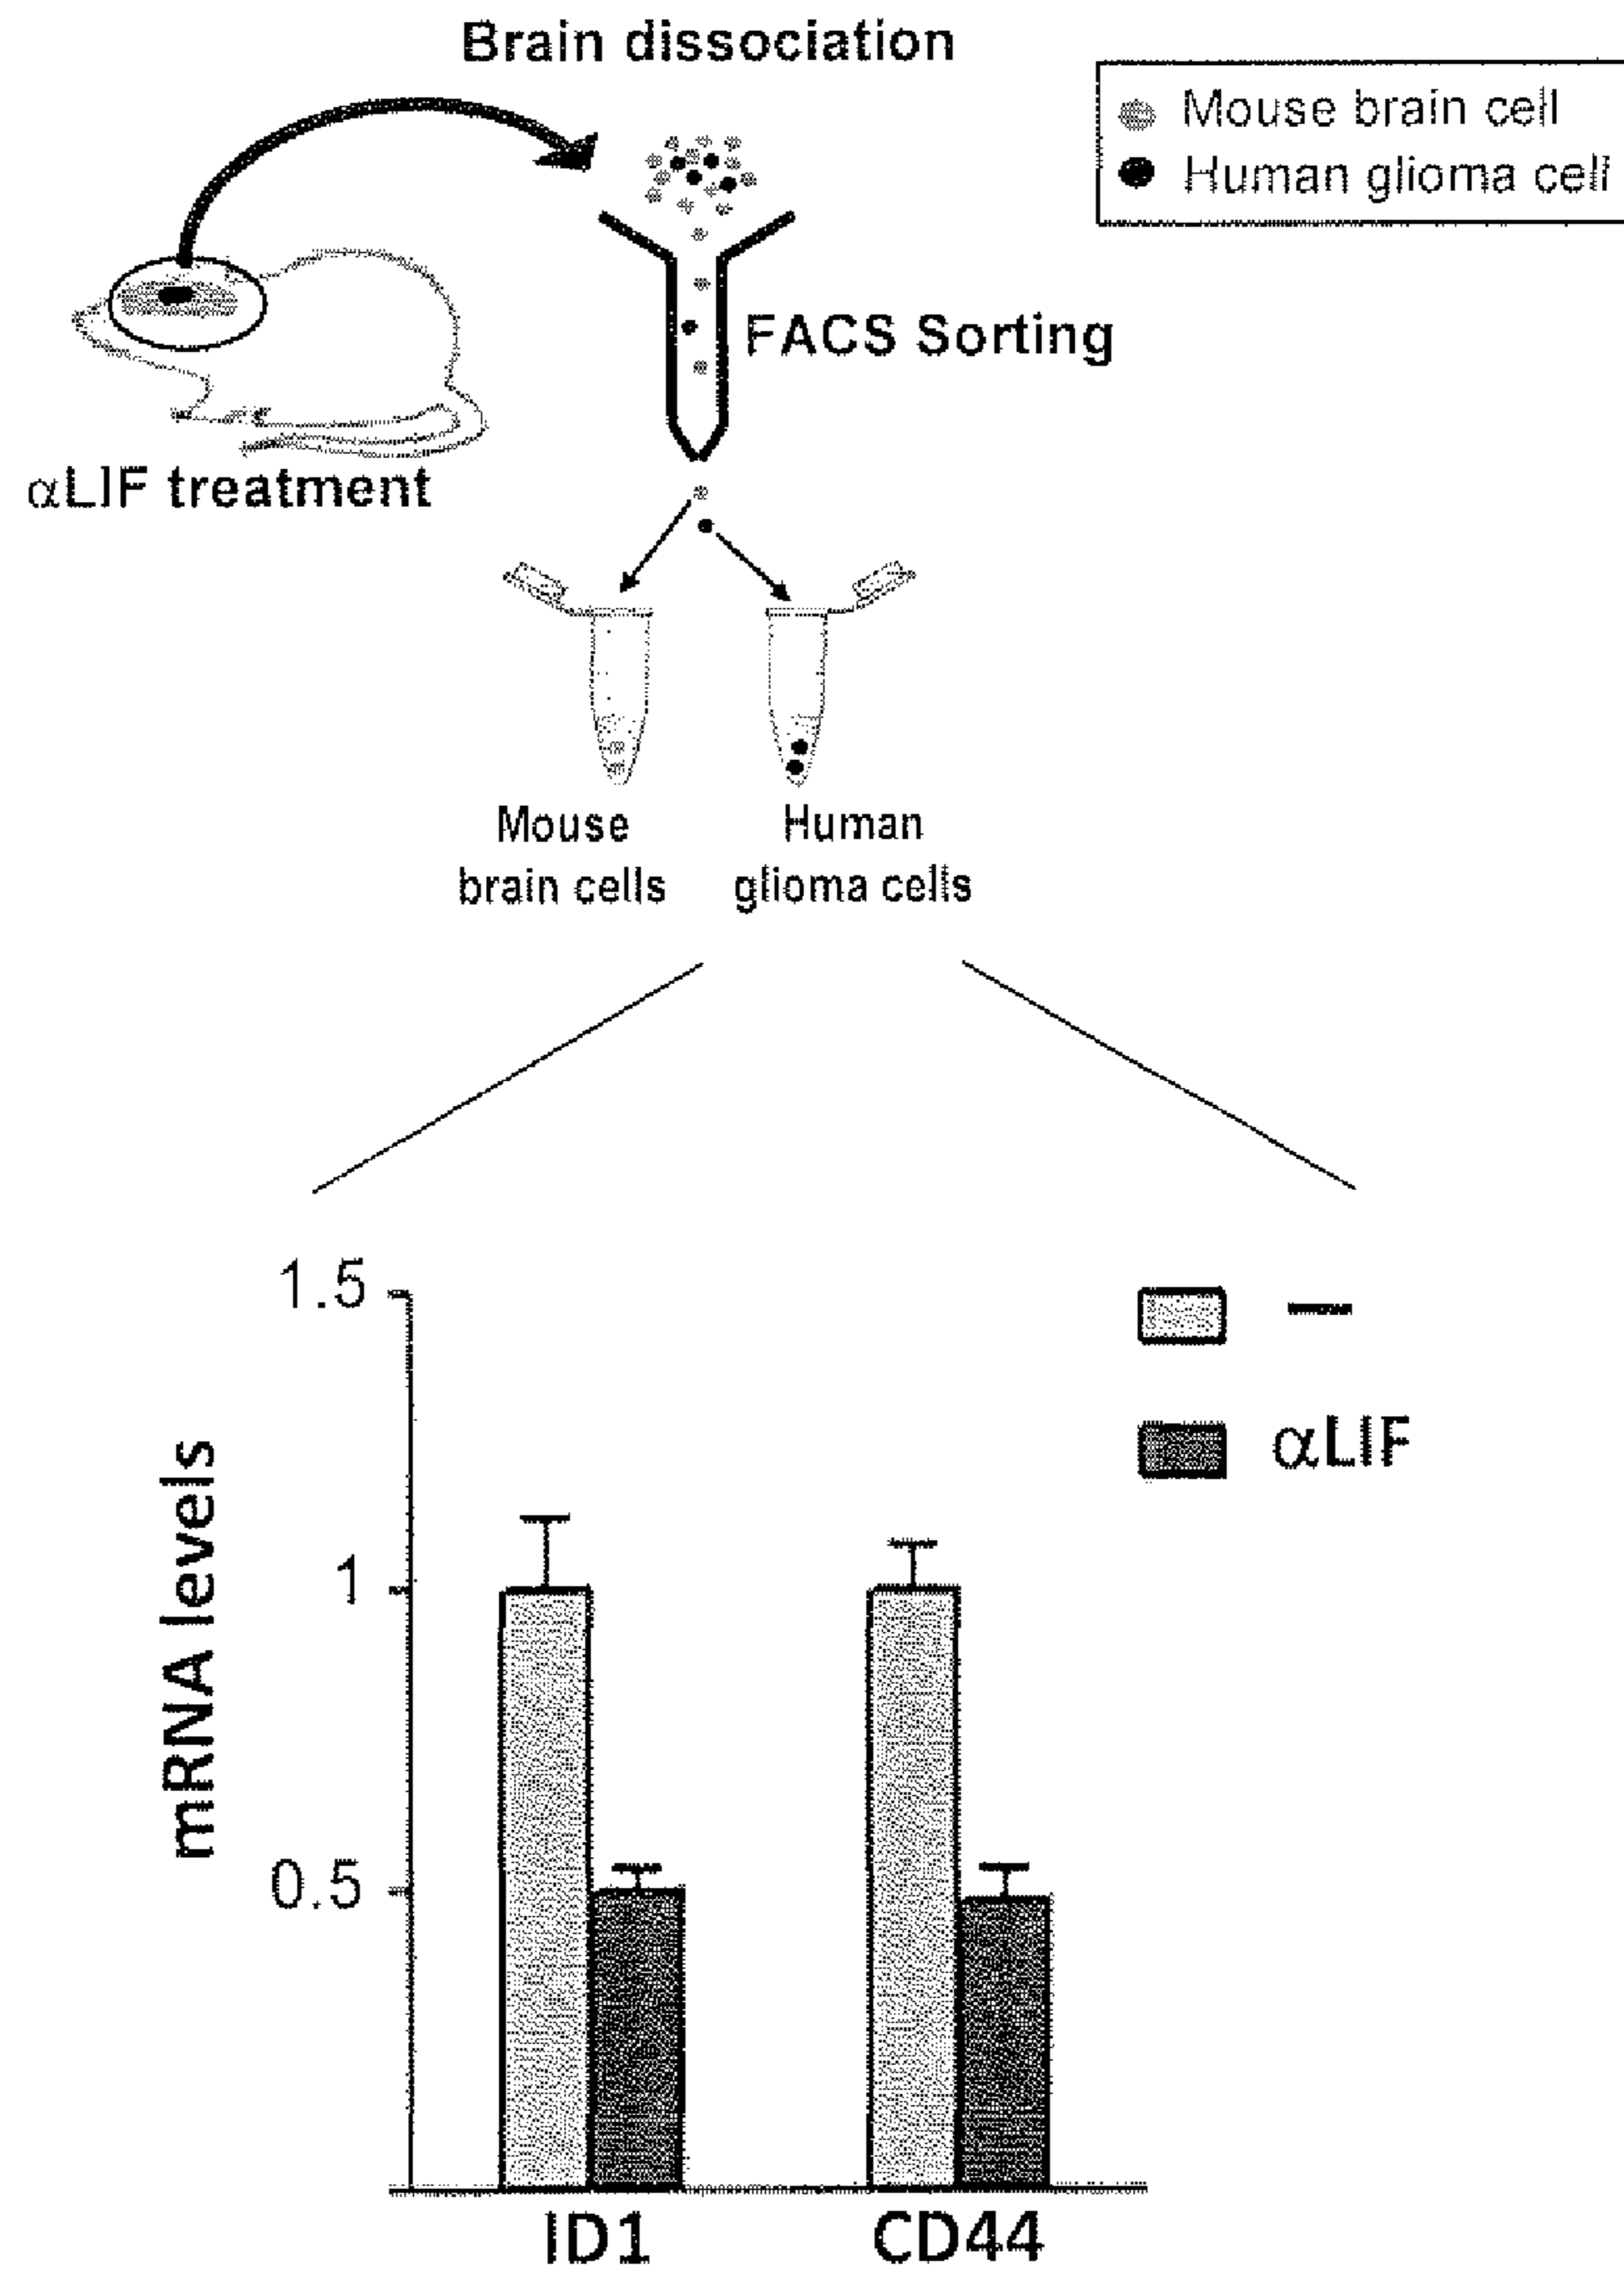 Brain dissociation
Mouse brain cell
Human glioma cell
FACS Sorting
αLIF treatment
Mouse
brain cells
Human
glioma cells
1.5
1
0.5
mRNA levels
–
αLIF
ID1
CD44